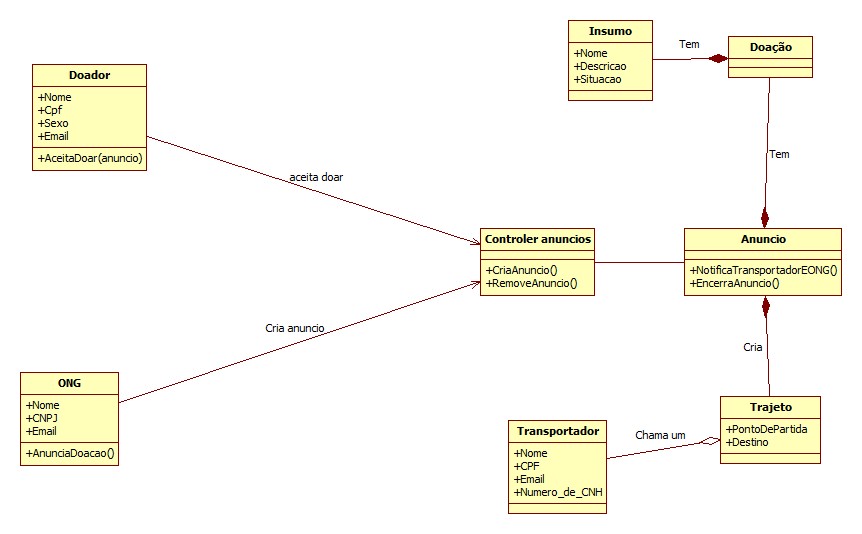 Insumo
+Nome
+Descricao
+Situacao
Tem
Doação
Doador
+Nome
+Cpf
+Sexo
+Email
+AceitaDoar(anuncio)
Tem
aceita doar
Controler anuncios
+CriaAnuncio()
+RemoveAnuncio()
Anuncio
+NotificaTransportadorEONG()
+EncerraAnuncio()
Cria anuncio
Cria
ONG
+Nome
+CNPJ
+Email
+AnunciaDoacao()
Trajeto
+PontoDePartida
+Destino
Chama um
Transportador
+Nome
+CPF
+Email
+Numero_de_CNH